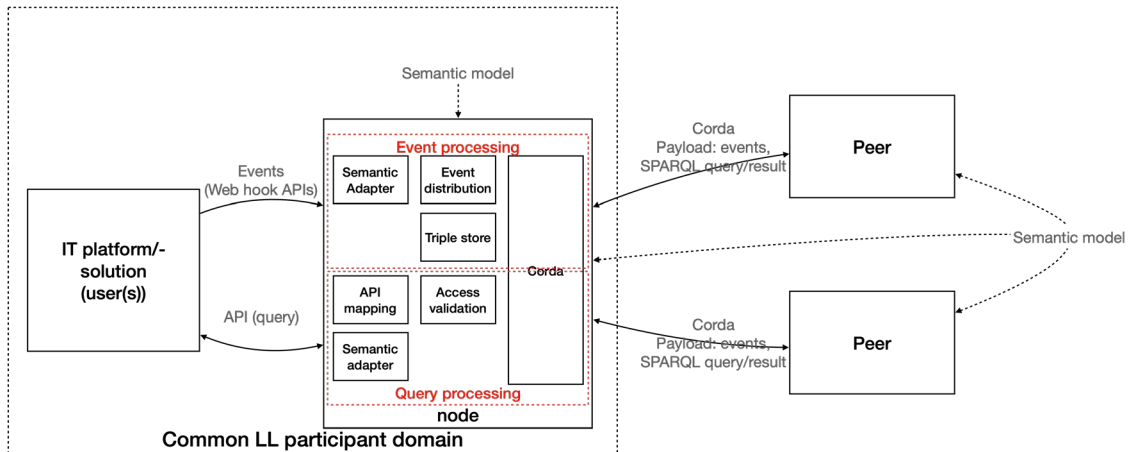 Semantic model
Event processing
Semantic
Adapter
Event
distribution
Triple store
Corda
API
mapping
Access
validation
Semantic
adapter
Query processing
node
Events
(Web hook APIs)
IT platform/-
solution
(user(s))
API (query)
Common LL participant domain
Corda
Payload: events,
SPARQL query/result
Peer
Semantic model
Corda
Payload: events,
SPARQL query/result
Peer